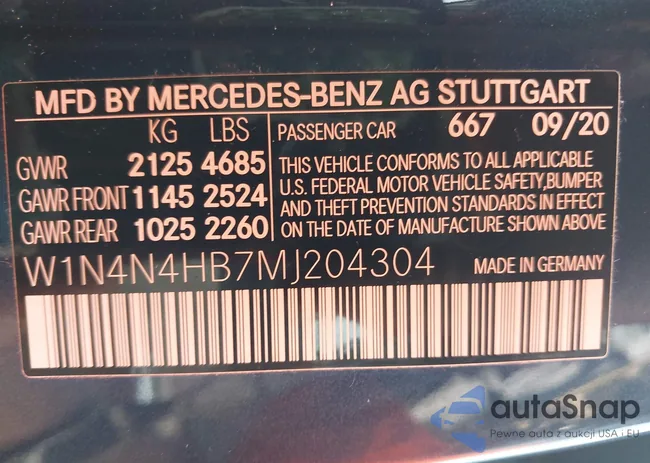 MFD BY MERCEDES-BENZ AG STUTTGART
KG LBS
GVWR 2125 4685
GAWR FRONT 1145 2524
GAWR REAR 1025 2260
PASSENGER CAR 667 09/20
THIS VEHICLE CONFORMS TO ALL APPLICABLE
U.S. FEDERAL MOTOR VEHICLE SAFETY,BUMPER
AND THEFT PREVENTION STANDARDS IN EFFECT
ON THE DATE OF MANUFACTURE SHOWN ABOVE
W1N4N4HB7MJ204304
MADE IN GERMANY
autaSnap
Pewne auta z aukcji USA i EU